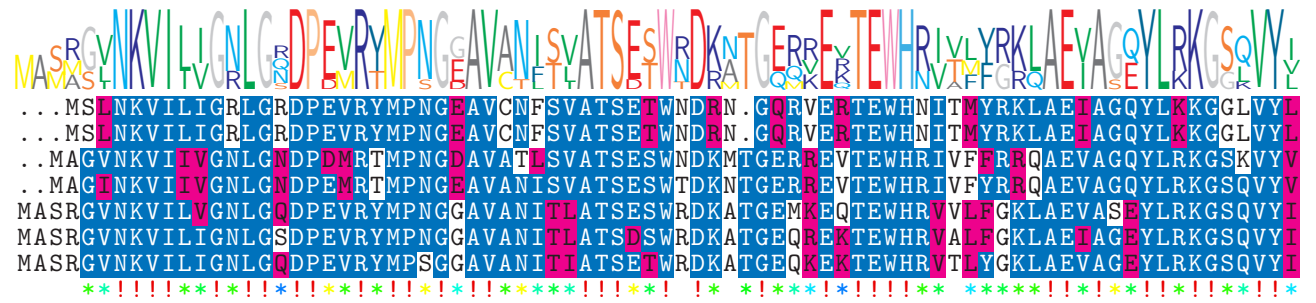 ...MSLNKVILIGRLGRDPEVRYMPNGEAVCNFSVATSETWNDRN.GQRVERTEWHNITMYRKLAEIAGQYLKKGGLVYL
...MSLNKVILIGRLGRDPEVRYMPNGEAVCNFSVATSETWNDRN.GQRVERTEWHNITMYRKLAEIAGQYLKKGGLVYL
..MAGVNKVIIVGNLGNDPDMRTMPNGDAVATLSVATSESWNDKMTGERREVTEWHRIVFFRRQAEVAGQYLRKGSKVYV
..MAGINKVIIVGNLGNDPEMRTMPNGEAVANISVATSESWTDKNTGERREVTEWHRIVFYRRQAEVAGQYLRKGSQVYV
MASRGVNKVILVGNLGQDPEVRYMPNGGAVANITLATSESWRDKATGEMKEQTEWHRVVLFGKLAEVASEYLRKGSQVYI
MASRGVNKVILIGNLGSDPEVRYMPNGGAVANITLATSDSWRDKATGEQREKTEWHRVALFGKLAEIAGEYLRKGSQVYI
MASRGVNKVILIGNLGQDPEVRYMPSGGAVANITIATSETWRDKATGEQKEKTEWHRVTLYGKLAEVAGEYLRKGSQVYI
**!!!!**!*!!*!!**!*!!*!*!!*****!!!**! !* *!***!*!!!!** *****!!*!**!!*!!**!!*